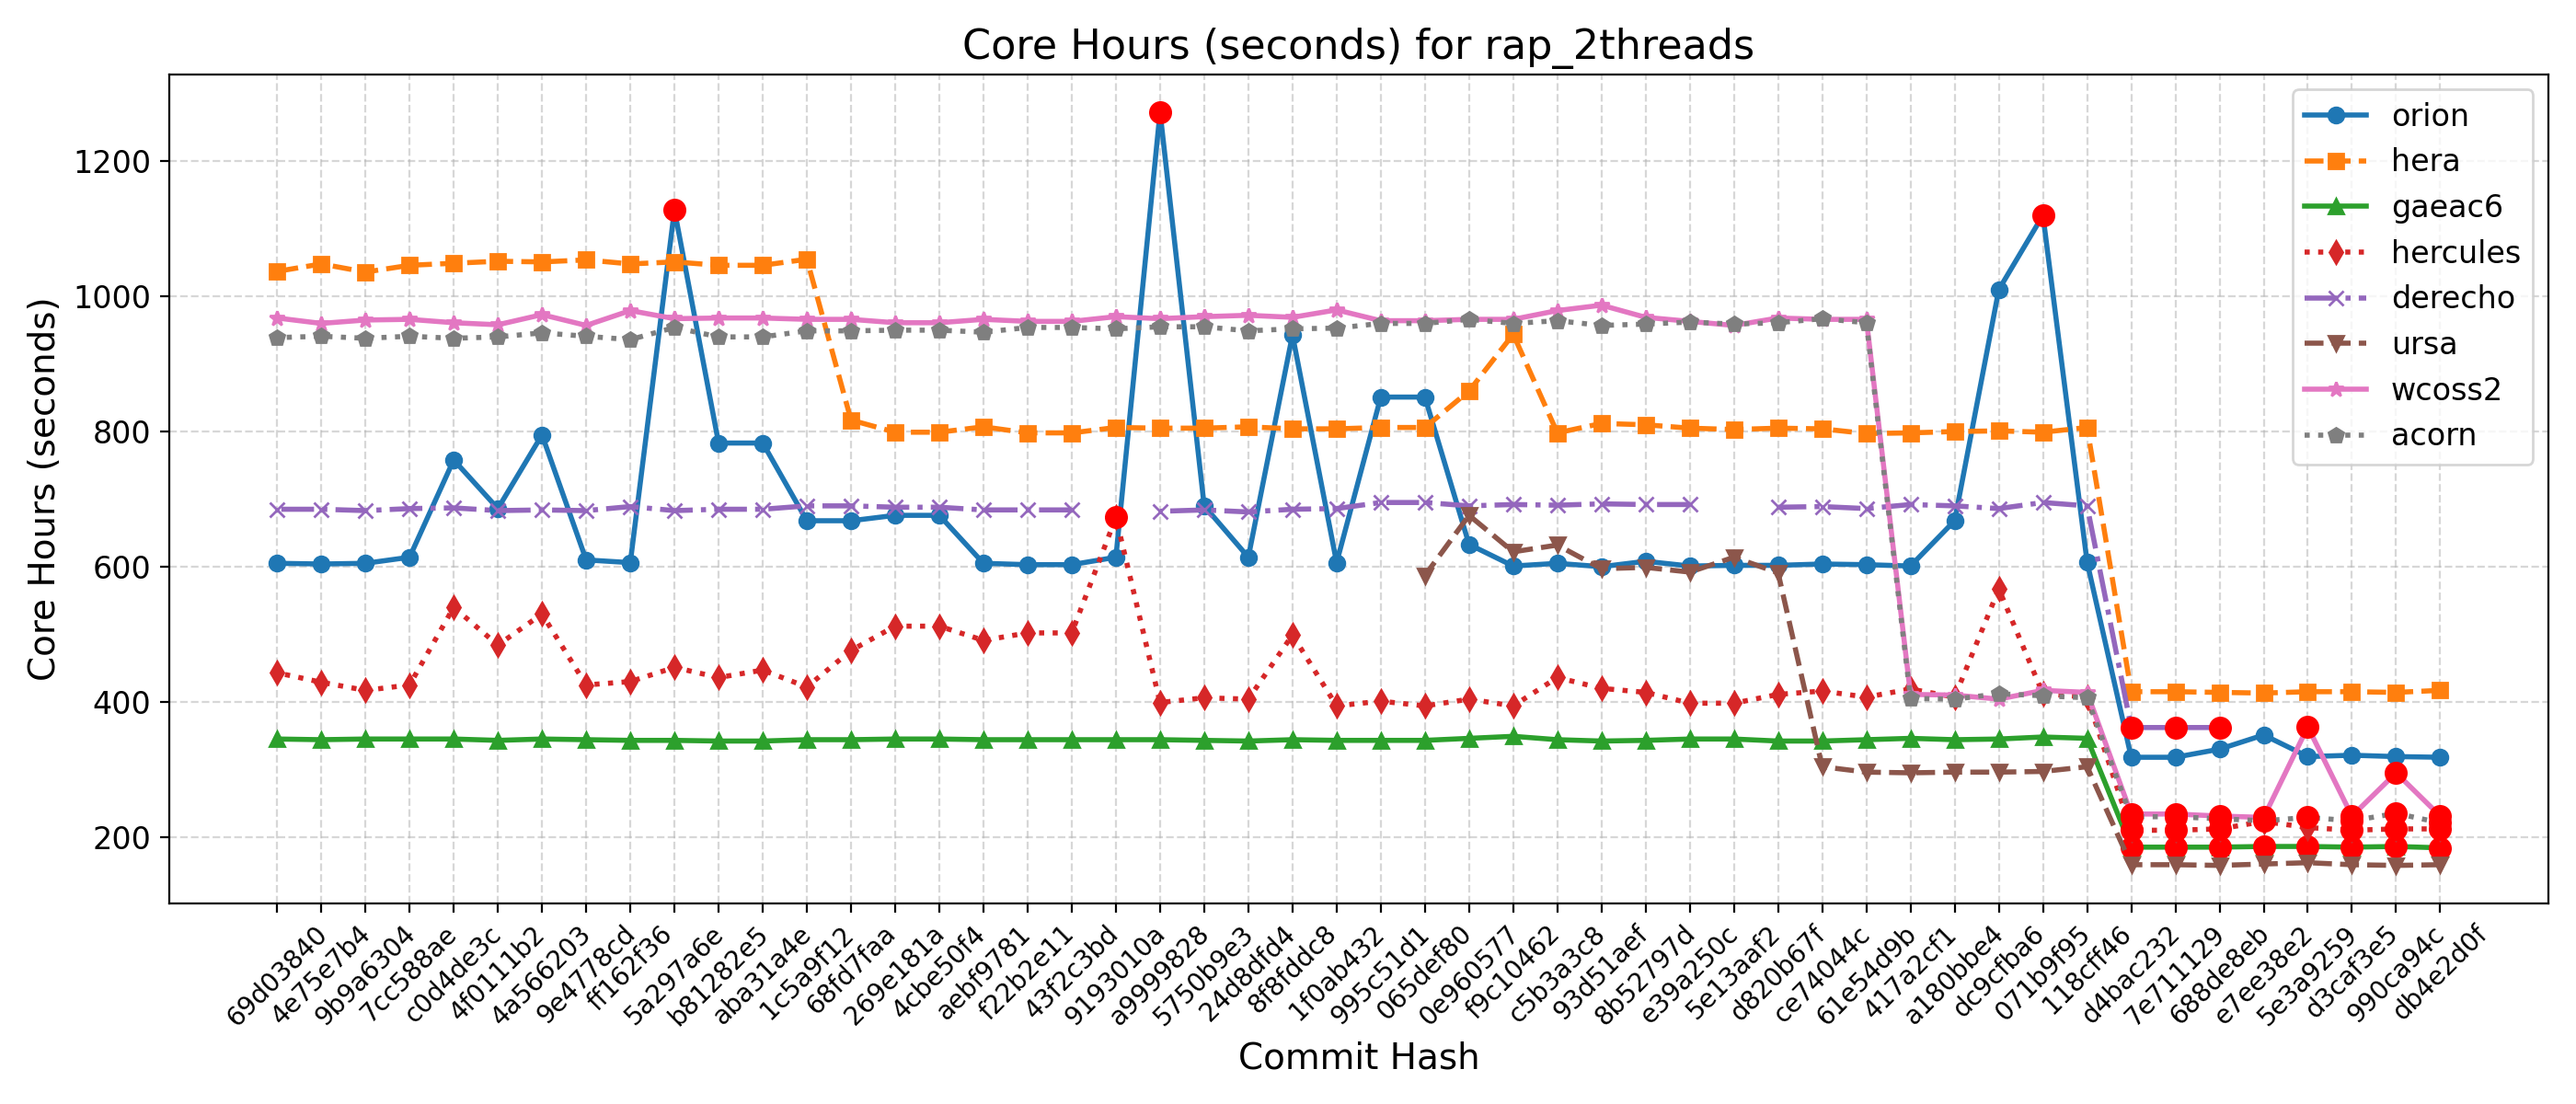 Core Hours (seconds) for rap_2threads
Core Hours (seconds)
1200
1000
800
600
400
200
orion
hera
gaeac6
hercules
derecho
ursa
wcoss2
acorn
69d03840
4e75e7b4
9b9a6304
7cc588ae
c0d4de3c
4f0111b2
4a566203
9e4778cd
ff162f36
5a297a6e
b81282e5
aba31a4e
1c5a9f12
68fd7faa
269e181a
4cbe50f4
aebf9781
f22b2e11
43f2c3bd
9193010a
a9999828
5750b9e3
24d8dfd4
8f8fddc8
1f0ab432
995c51d1
065def80
0e960577
f9c10462
c5b3a3c8
93d51aef
8b52797d
e39a250c
5e13aaf2
d820b67f
ce74044c
61e54d9b
417a2cf1
a180bbe4
dc9cfba6
071b9f95
118cff46
d4bac232
7e711129
688de8eb
e7ee38e2
5e3a9259
d3caf3e5
990ca94c
db4e2d0f
Commit Hash